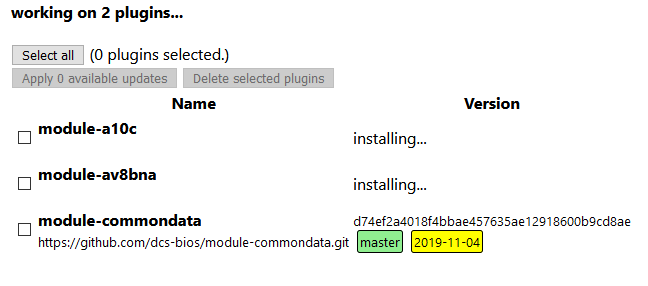 working on 2 plugins...
Select all (0 plugins selected.)
Apply 0 available updates Delete selected plugins
Name Version
module-a10c
installing...
module-av8bna
installing...
module-commondata d74ef2a4018f4bbae457635ae12918600b9cd8ae
https://github.com/dcs-bios/module-commondata.git master 2019-11-04